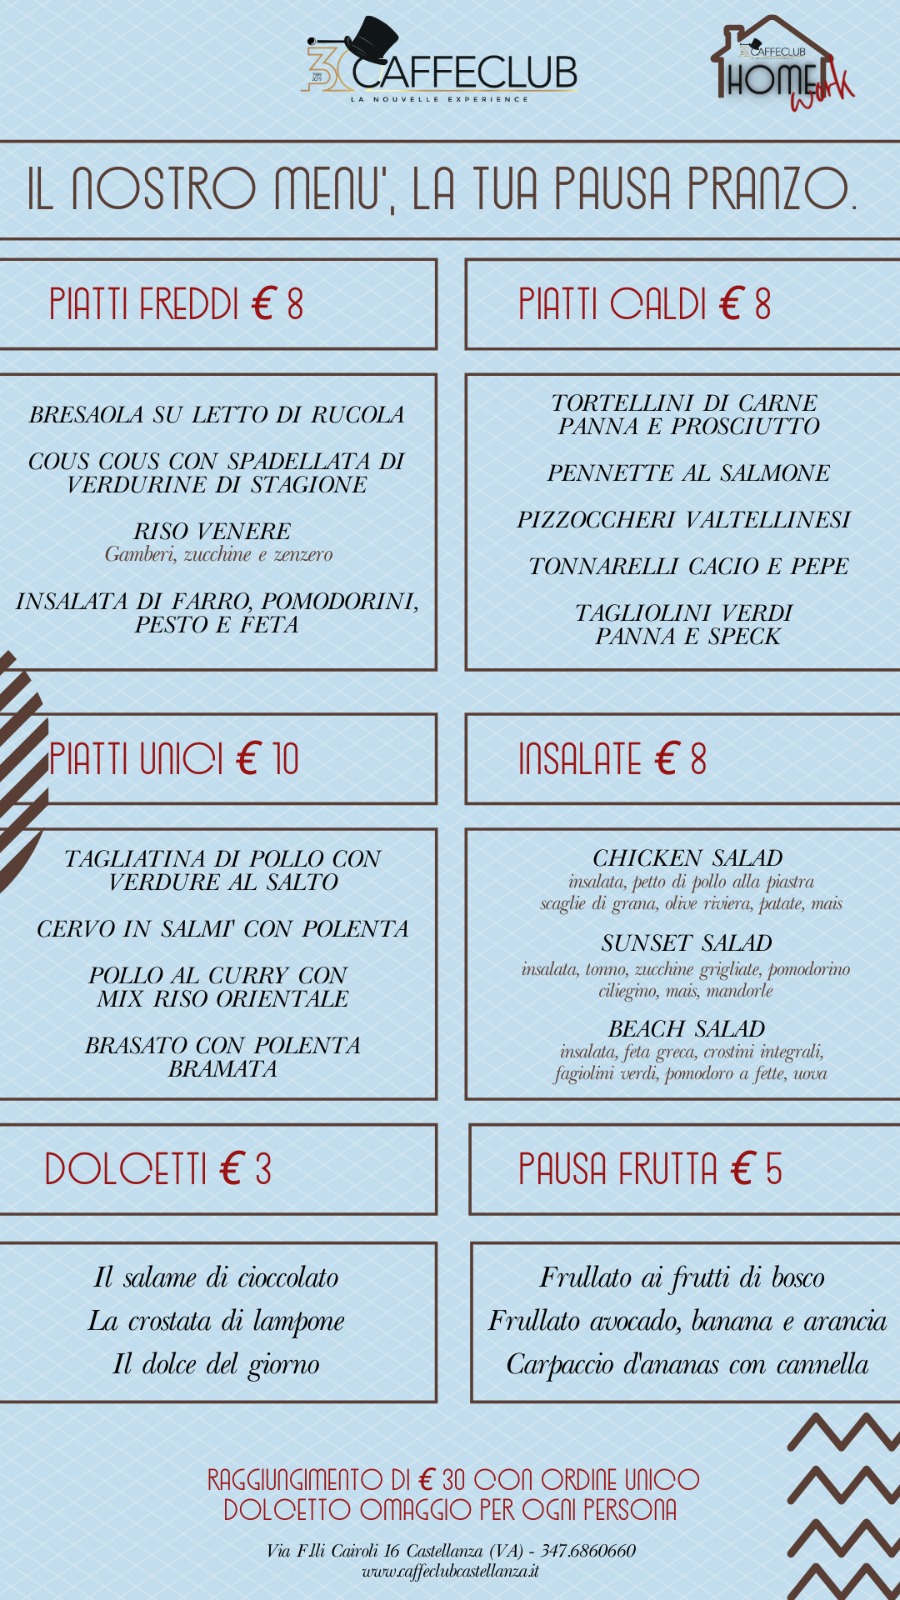 CAFFECLUB
LA NOUVELLE EXPERIENCE
CAFFECLUB
HOME
work
IL NOSTRO MENU', LA TUA PAUSA PRANZO.
PIATTI FREDDI € 8
BRESAOLA SU LETTO DI RUCOLA
COUS COUS CON SPADELLATA DI
VERDURINE DI STAGIONE
RISO VENERE
Gamberi, zucchine e zenzero
INSALATA DI FARRO, POMODORINI,
PESTO E FETA
PIATTI CALDI € 8
TORTELLINI DI CARNE
PANNA E PROSCIUTTO
PENNETTE AL SALMONE
PIZZOCCHERI VALTELLINESI
TONNARELLI CACIO E PEPE
TAGLIOLINI VERDI
PANNA E SPECK
PIATTI UNICI € 10
TAGLIATINA DI POLLO CON
VERDURE AL SALTO
CERVO IN SALMI' CON POLENTA
POLLO AL CURRY CON
MIX RISO ORIENTALE
BRASATO CON POLENTA
BRAMATA
INSALATE € 8
CHICKEN SALAD
insalata, petto di pollo alla piastra
scaglie di grana, olive riviera, patate, mais
SUNSET SALAD
insalata, tonno, zucchine grigliate, pomodorino
ciliegino, mais, mandorle
BEACH SALAD
insalata, feta greca, crostini integrali,
fagiolini verdi, pomodoro a fette, uova
DOLCETTI € 3
Il salame di cioccolato
La crostata di lampone
Il dolce del giorno
PAUSA FRUTTA € 5
Frullato ai frutti di bosco
Frullato avocado, banana e arancia
Carpaccio d'ananas con cannella
RAGGIUNGIMENTO DI € 30 CON ORDINE UNICO
DOLCETTO OMAGGIO PER OGNI PERSONA
Via F.lli Cairoli 16 Castellanza (VA) - 347.6860660
www.caffeclubcastellanza.it